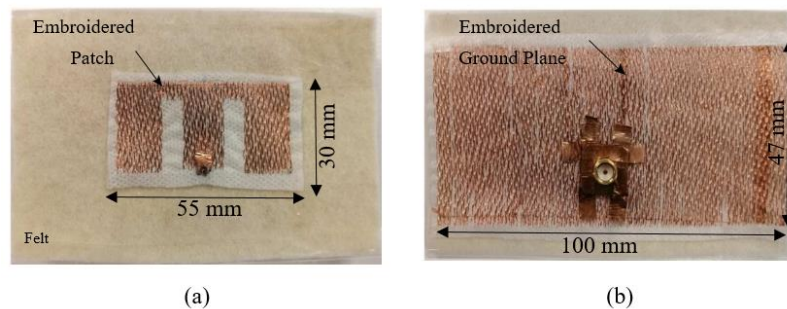 Embroidered
Patch
30 mm
55 mm
Felt
(a)
Embroidered
Ground Plane
47 mm
100 mm
(b)